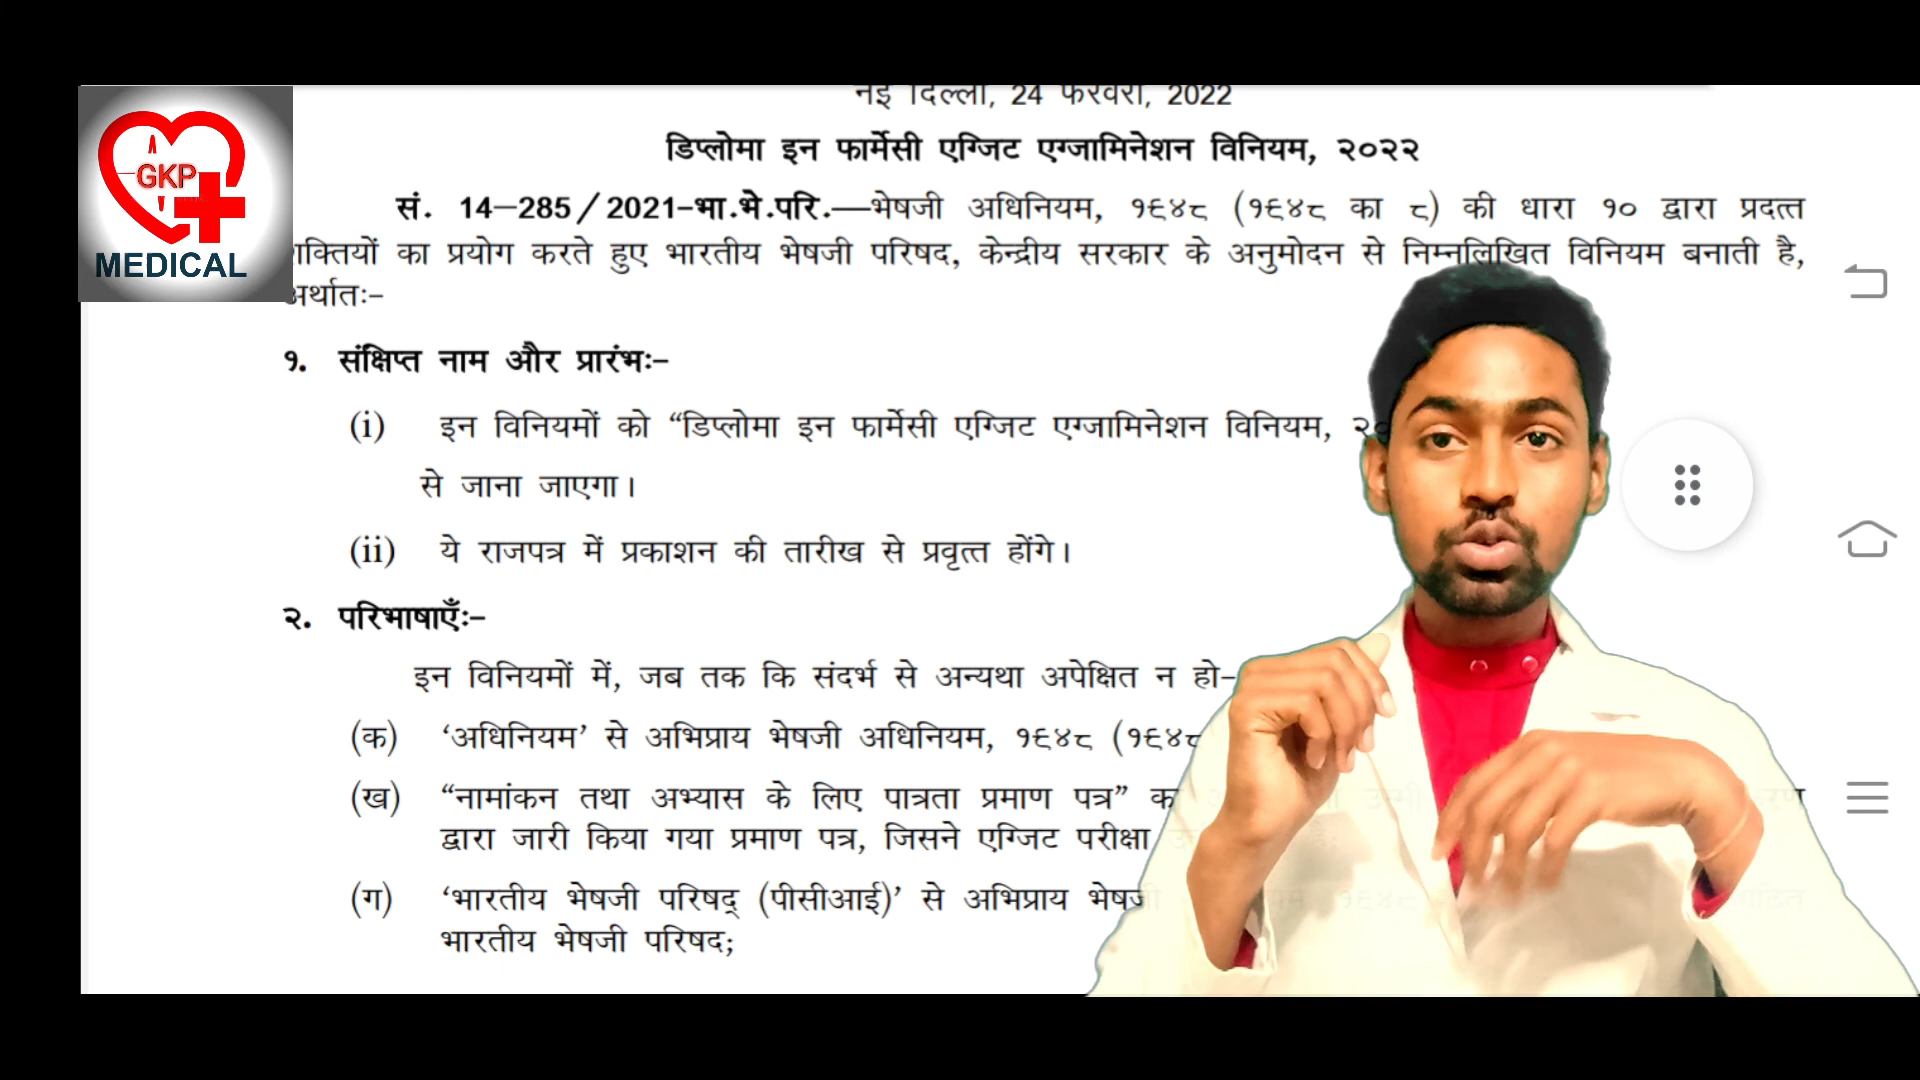 नई दिल्ली, 24 फरवरी, 2022
डिप्लोमा इन फार्मेसी एग्जिट एग्जामिनेशन विनियम, २०२२
सं. 14–285/2021–भा.भे.परि.—भेषजी अधिनियम, १९४८ (१९४८ का ८) की धारा १० द्वारा प्रदत्त
शक्तियों का प्रयोग करते हुए भारतीय भेषजी परिषद, केन्द्रीय सरकार के अनुमोदन से निम्नलिखित विनियम बनाती है,
अर्थातः–
GKP
MEDICAL
१. संक्षिप्त नाम और प्रारंभः–
(i) इन विनियमों को “डिप्लोमा इन फार्मेसी एग्जिट एग्जामिनेशन विनियम,
से जाना जाएगा।
(ii) ये राजपत्र में प्रकाशन की तारीख से प्रवृत्त होंगे।
२. परिभाषाएँः–
इन विनियमों में, जब तक कि संदर्भ से अन्यथा अपेक्षित न हो–
(क) ‘अधिनियम’ से अभिप्राय भेषजी अधिनियम, १९४८ (१९४८
(ख) “नामांकन तथा अभ्यास के लिए पात्रता प्रमाण पत्र”
द्वारा जारी किया गया प्रमाण पत्र, जिसने एग्जिट परीक्षा
(ग) ‘भारतीय भेषजी परिषद् (पीसीआई)’ से अभिप्राय भेषजी १९४८
भारतीय भेषजी परिषद;